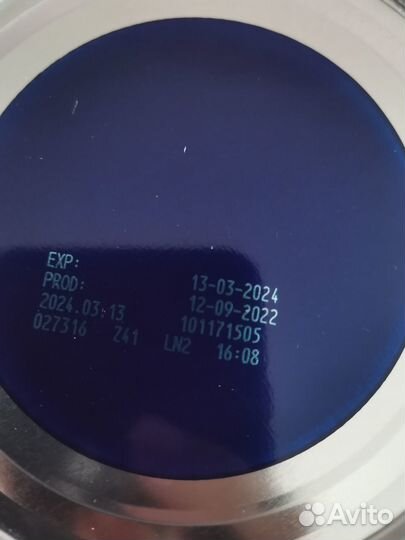 EXP: 13-03-2024
PROD: 12-09-2022
2024.03.13 101171505
027316 Z41 LN2 16:08
Avito